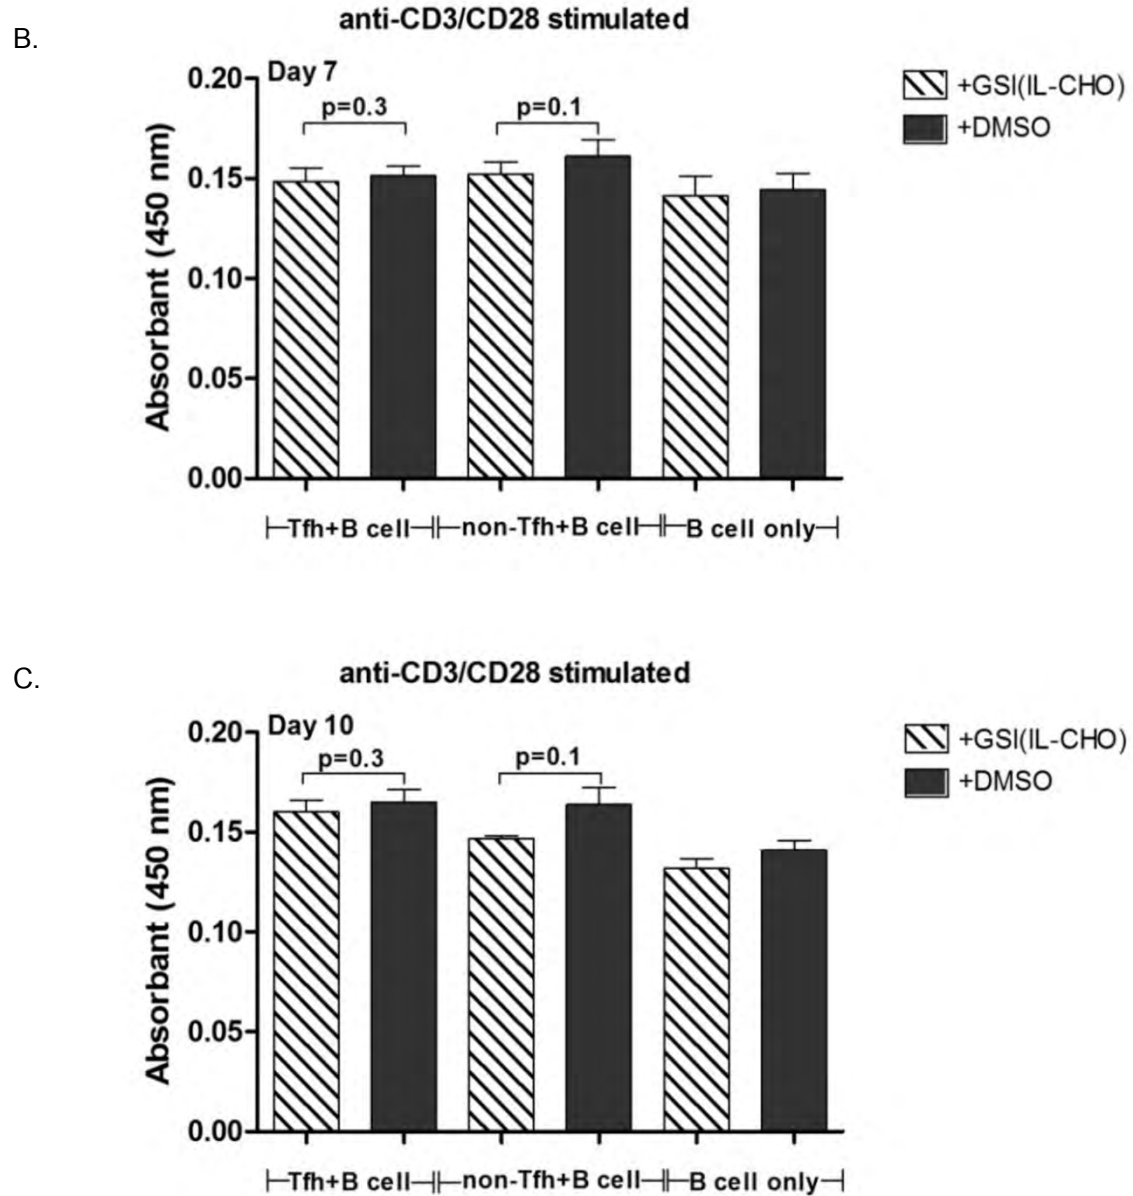 B.
anti-CD3/CD28 stimulated
Day 7
p=0.3
p=0.1
+GSI(IL-CHO)
+DMSO
Absorbant (450 nm)
0.20
0.15
0.10
0.05
0.00
Tfh+B cell
non-Tfh+B cell
B cell only
C.
anti-CD3/CD28 stimulated
Day 10
p=0.3
p=0.1
+GSI(IL-CHO)
+DMSO
Absorbant (450 nm)
0.20
0.15
0.10
0.05
0.00
Tfh+B cell
non-Tfh+B cell
B cell only